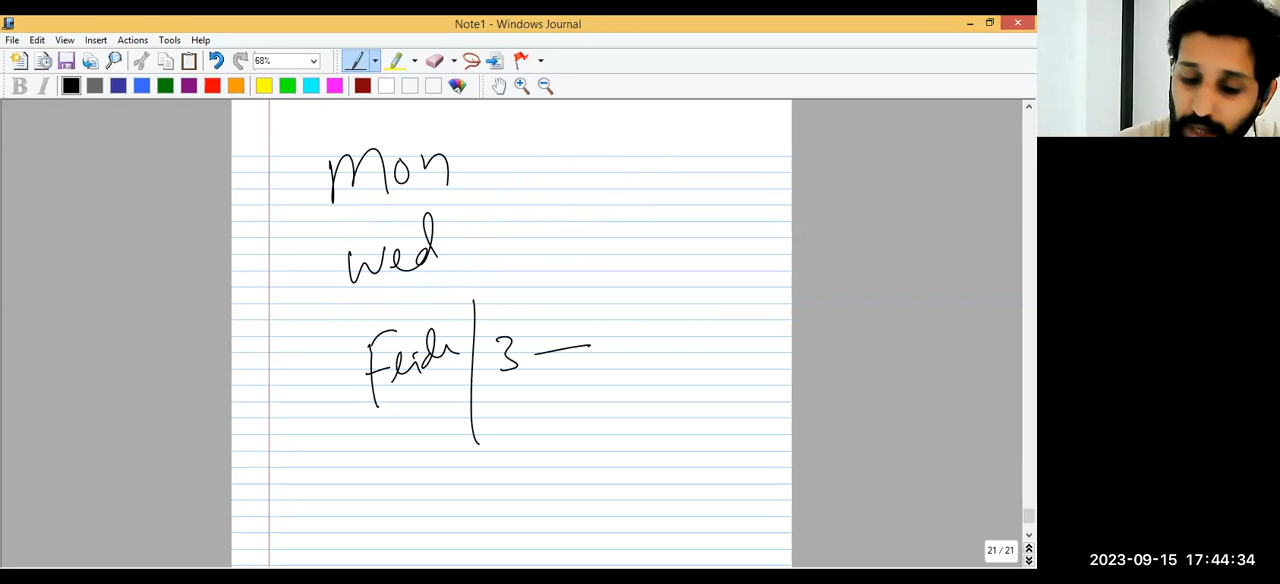 Note1 - Windows Journal
File Edit View Insert Actions Tools Help
68%
B I
Mon
Wed
Frid 3 —
21 / 21
2023-09-15 17:44:34